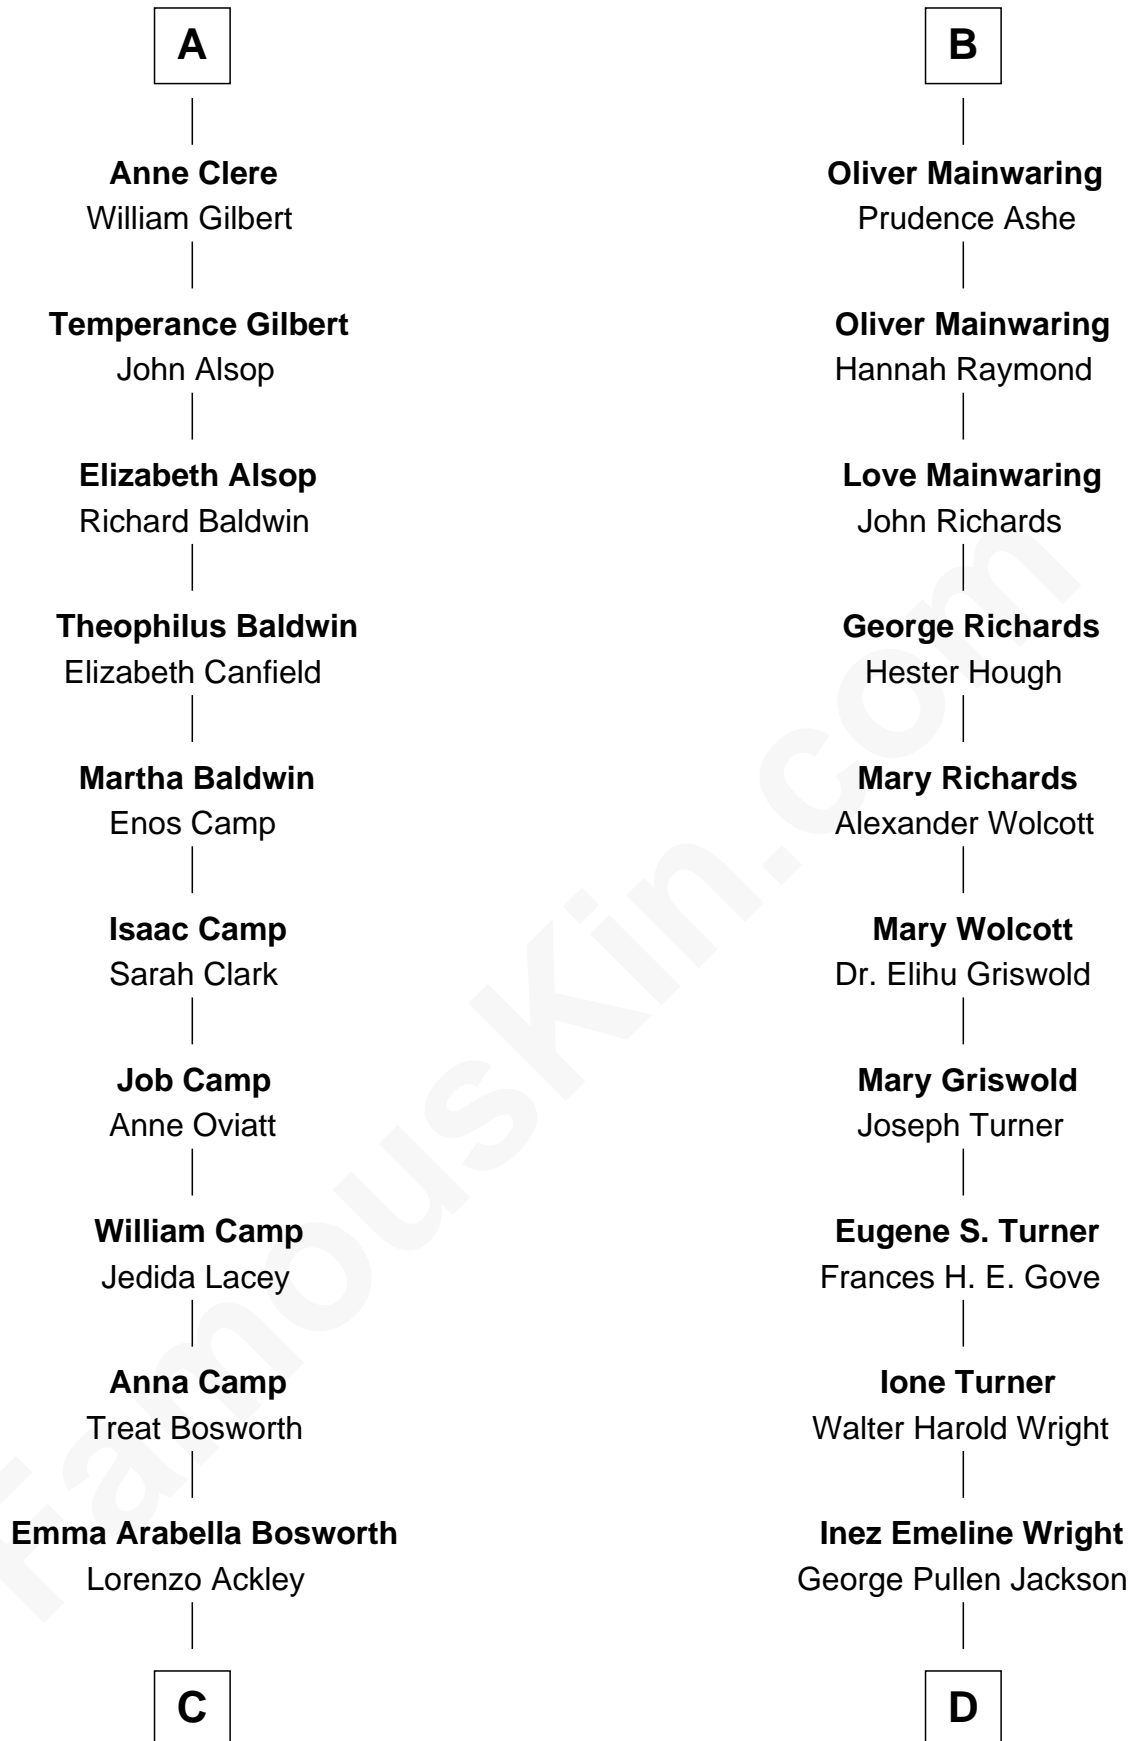 A
Anne Clere
William Gilbert
Temperance Gilbert
John Alsop
Elizabeth Alsop
Richard Baldwin
Theophilus Baldwin
Elizabeth Canfield
Martha Baldwin
Enos Camp
Isaac Camp
Sarah Clark
Job Camp
Anne Oviatt
William Camp
Jedida Lacey
Anna Camp
Treat Bosworth
Emma Arabella Bosworth
Lorenzo Ackley
C
B
Oliver Mainwaring
Prudence Ashe
Oliver Mainwaring
Hannah Raymond
Love Mainwaring
John Richards
George Richards
Hester Hough
Mary Richards
Alexander Wolcott
Mary Wolcott
Dr. Elihu Griswold
Mary Griswold
Joseph Turner
Eugene S. Turner
Frances H. E. Gove
Ione Turner
Walter Harold Wright
Inez Emeline Wright
George Pullen Jackson
D
FamousKin.com